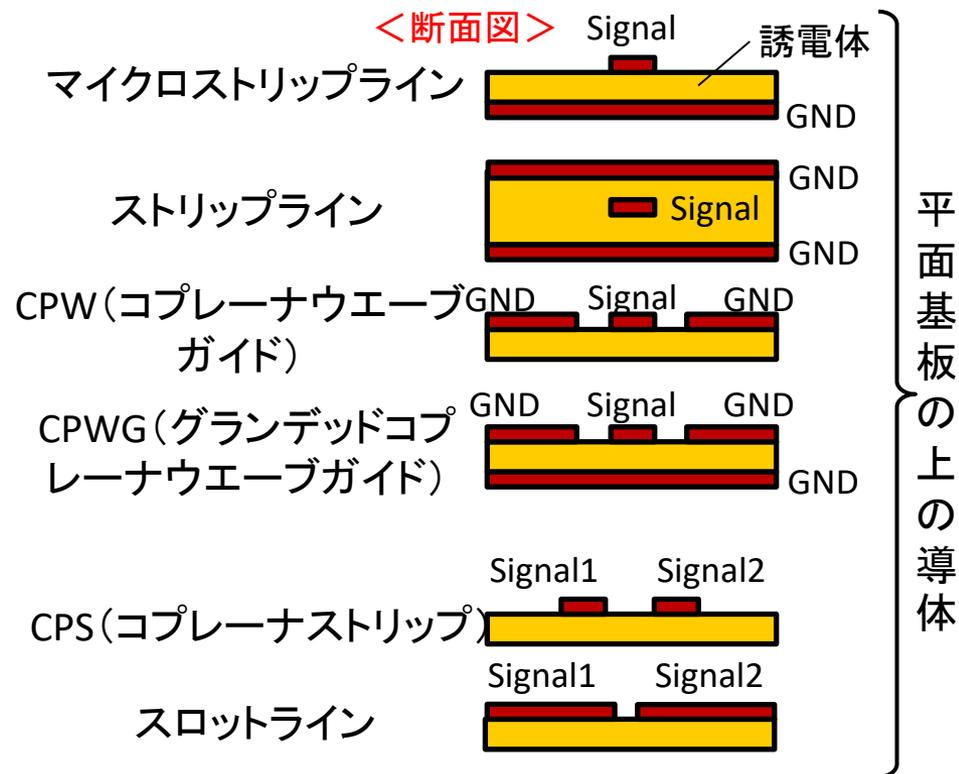 ＜断面図＞
Signal
誘電体
マイクロストリップライン
GND
GND
ストリップライン
Signal
GND
CPW（コプレーナウエーブ
ガイド）
GND
Signal
GND
CPWG（グランデッドコプ
レーナウエーブガイド）
GND
Signal
GND
GND
Signal1
Signal2
CPS（コプレーナストリップ）
Signal1
Signal2
スロットライン
平面基板の上の導体